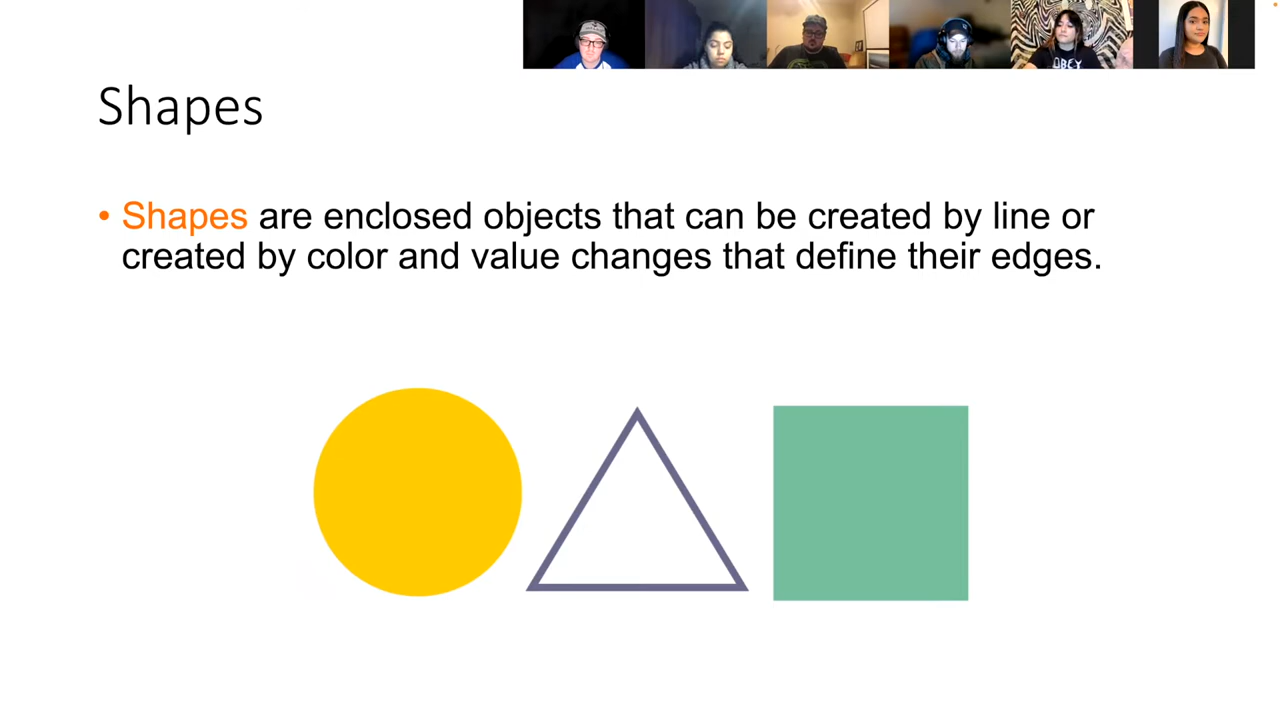 OBEY
Shapes
• Shapes are enclosed objects that can be created by line or
created by color and value changes that define their edges.